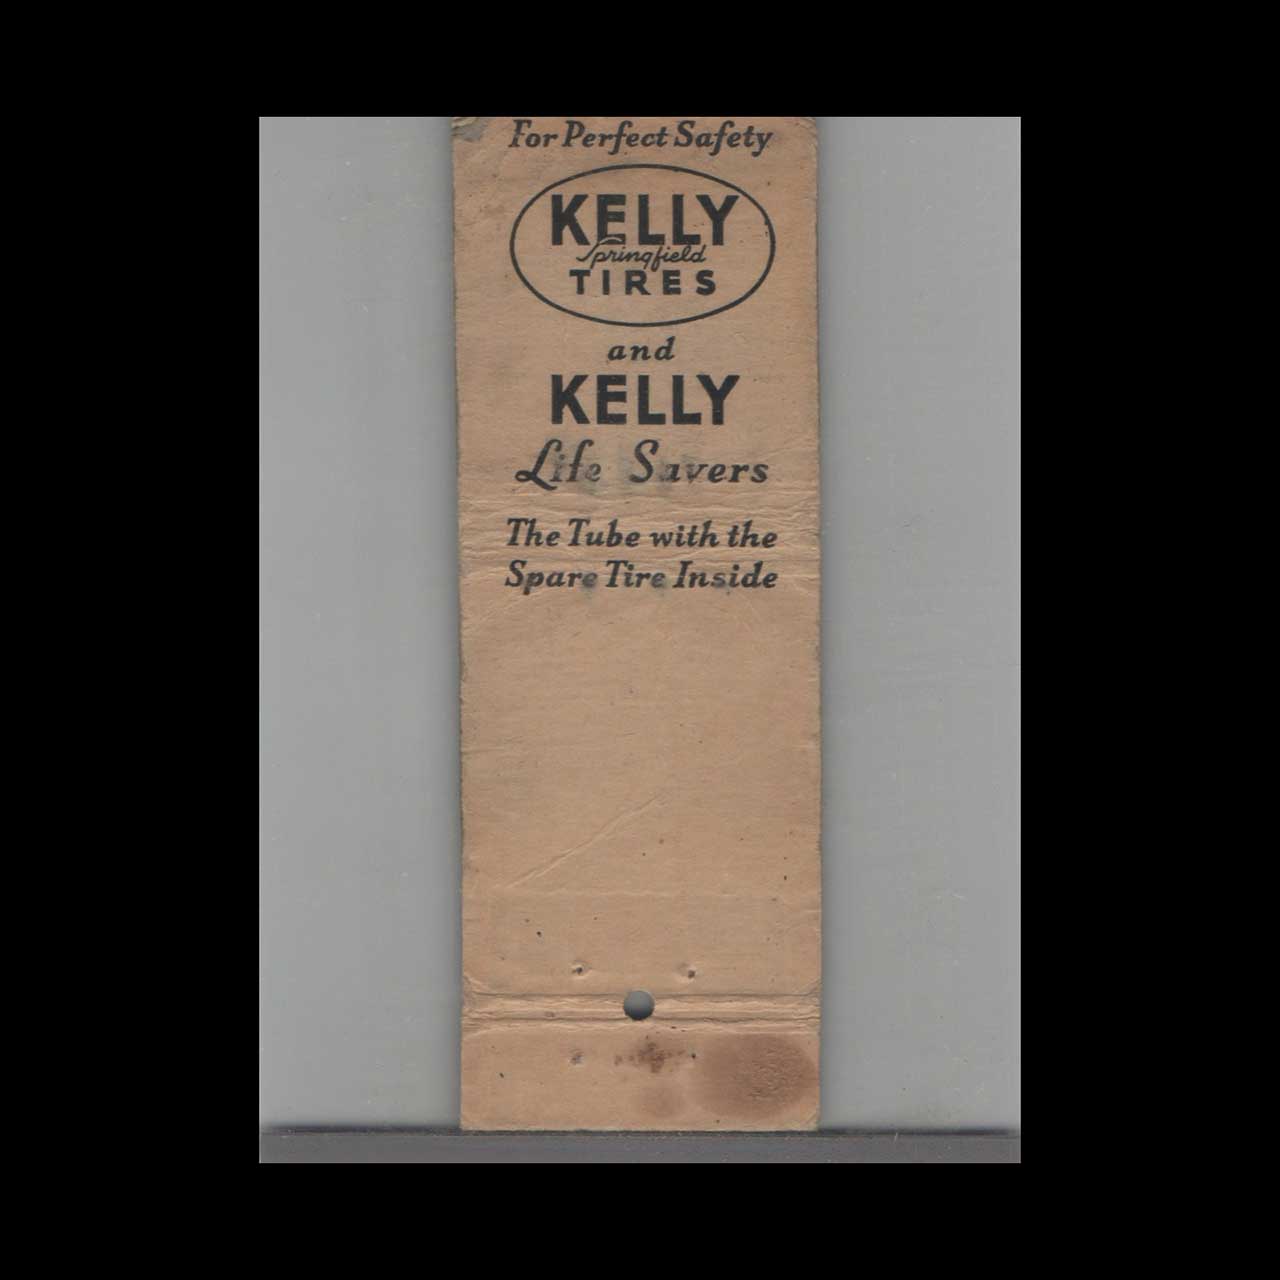 For Perfect Safety
KELLY
Springfield
TIRES
and
KELLY
Life Savers
The Tube with the
Spare Tire Inside